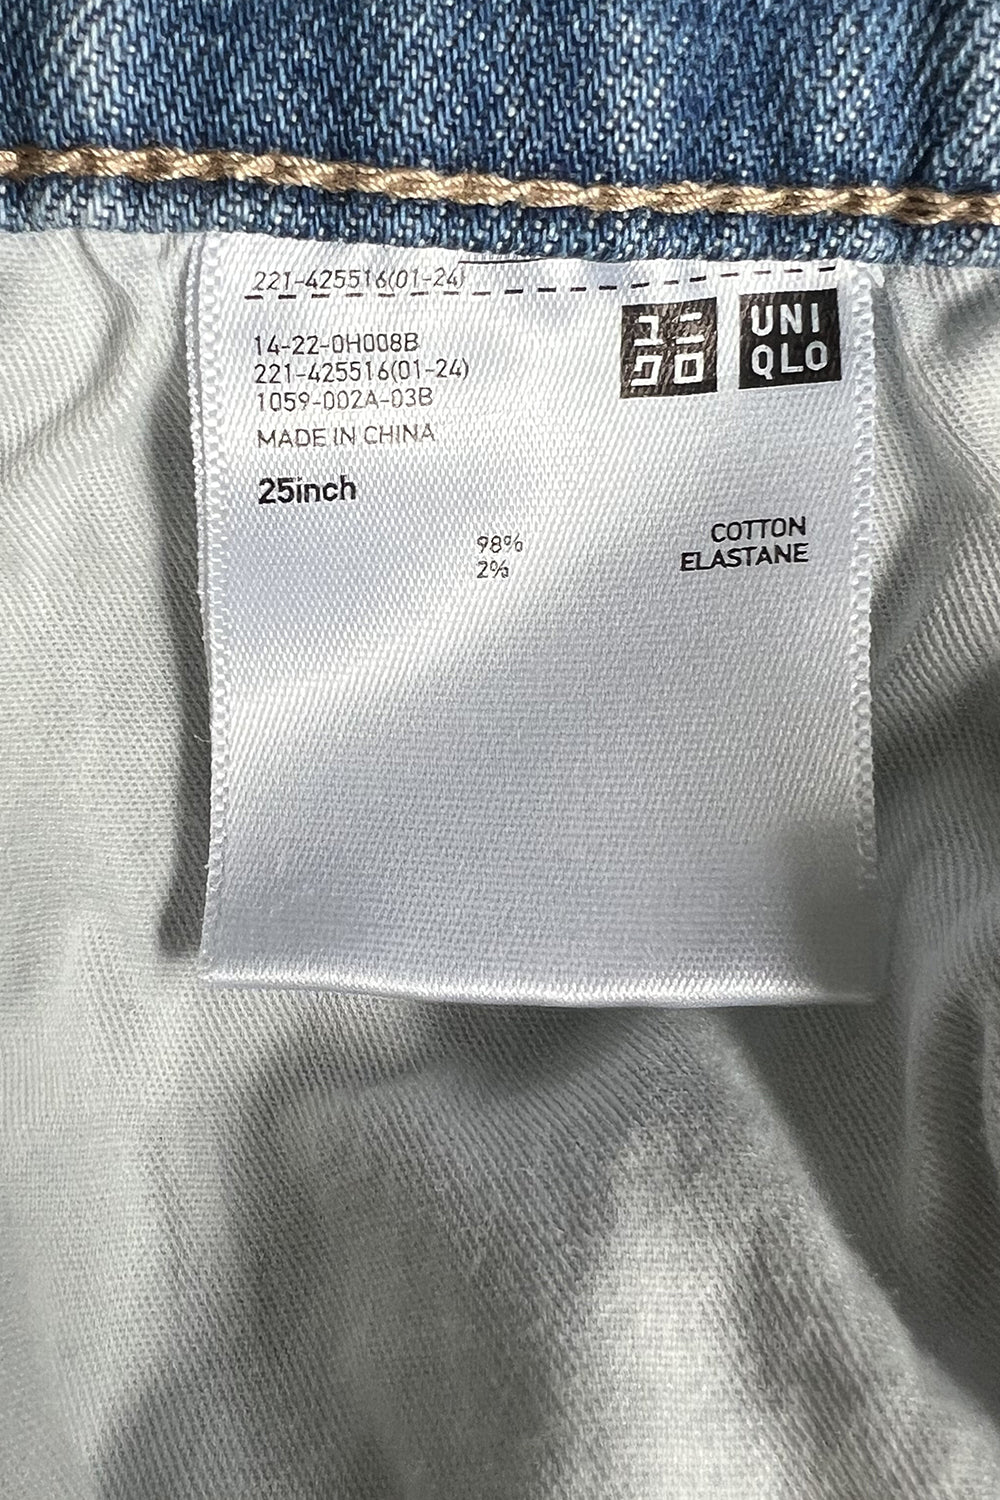 221-425516(01-24)
ユニ
クロ
UNI
QLO
14-22-0H008B
221-425516(01-24)
1059-002A-03B
MADE IN CHINA
25inch
98% COTTON
2% ELASTANE